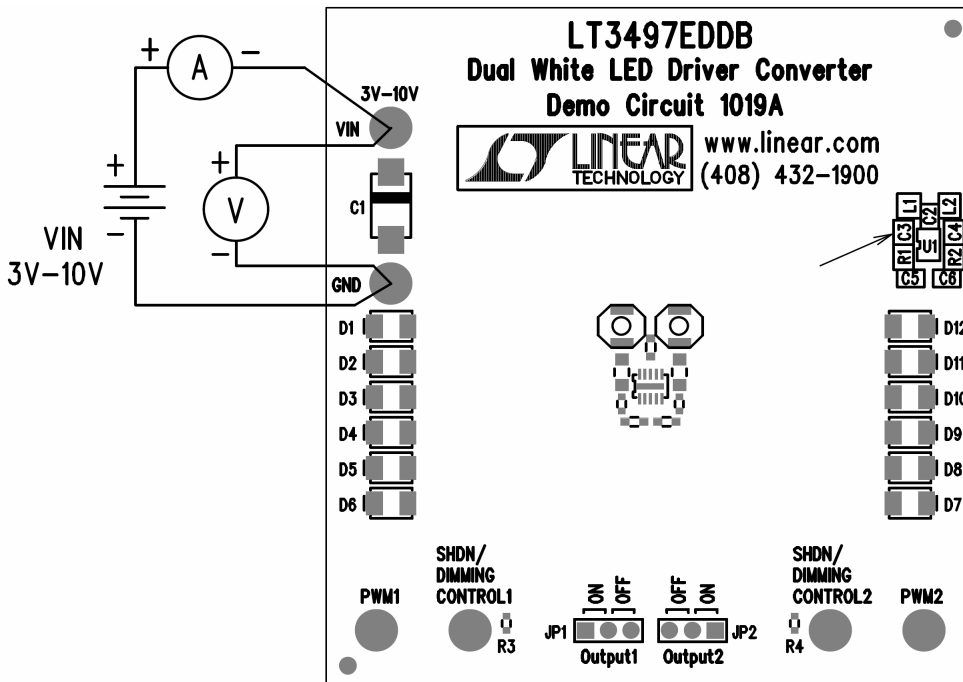 LT3497EDDB
Dual White LED Driver Converter
Demo Circuit 1019A
LINEAR
TECHNOLOGY
www.linear.com
(408) 432-1900
+
A
-
3V-10V
VIN
+
+
V
-
-
VIN
3V-10V
C1
GND
L1
C2
L2
C3
C4
U1
R1
R2
C5
C6
D1
D2
D3
D4
D5
D6
D12
D11
D10
D9
D8
D7
PWM1
SHDN/
DIMMING
CONTROL1
R3
ON
OFF
JP1
Output1
OFF
ON
JP2
Output2
SHDN/
DIMMING
CONTROL2
R4
PWM2